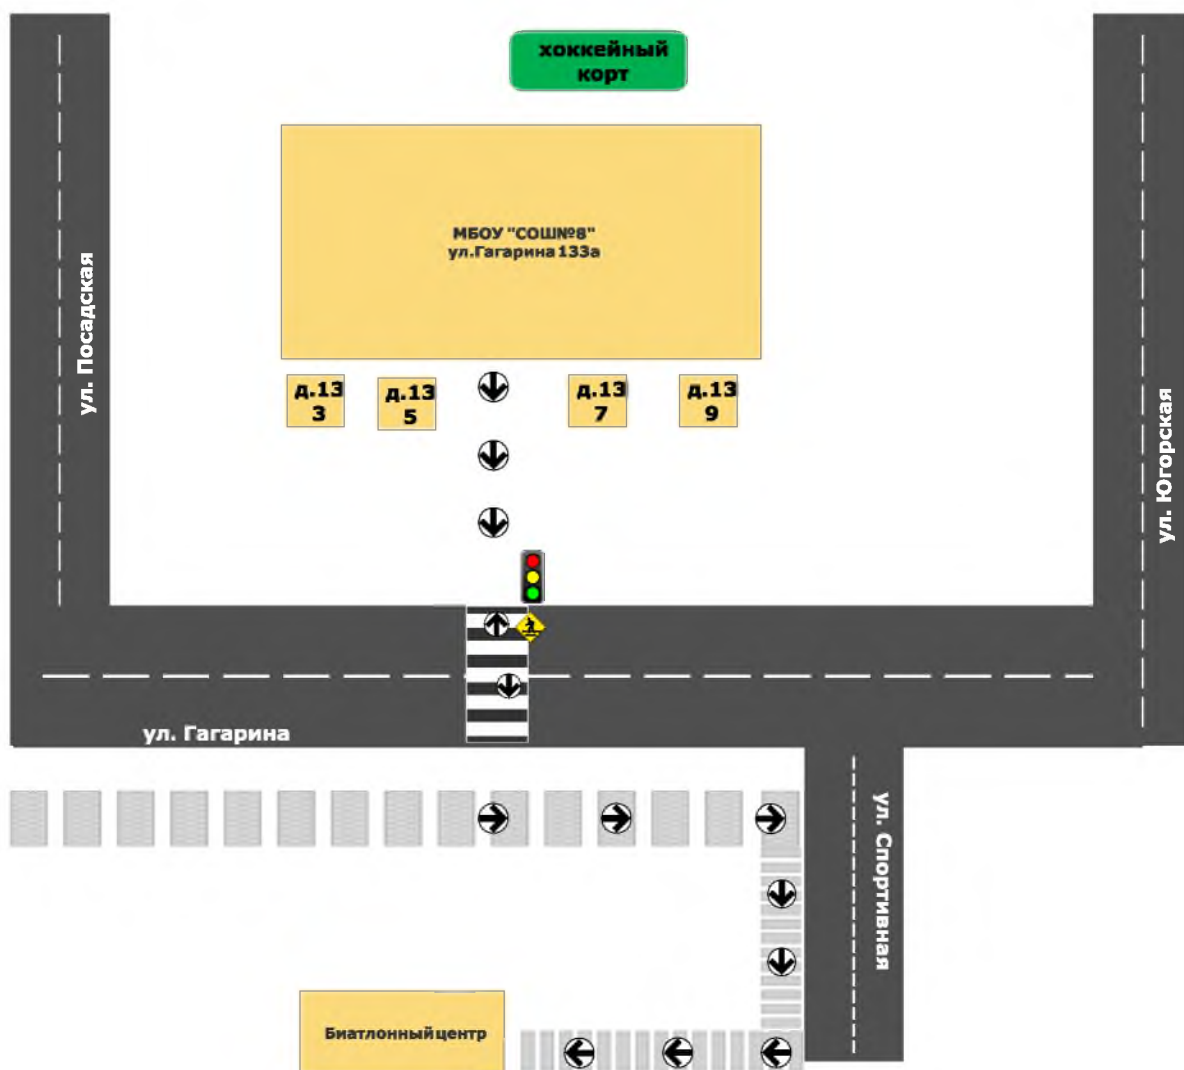 хоккейный
корт
МБОУ "СОШ№8"
ул.Гагарина 133а
ул. Посадская
д.13
3
д.13
5
д.13
7
д.13
9
ул. Югорская
ул. Гагарина
ул. Спортивная
Биатлонный центр